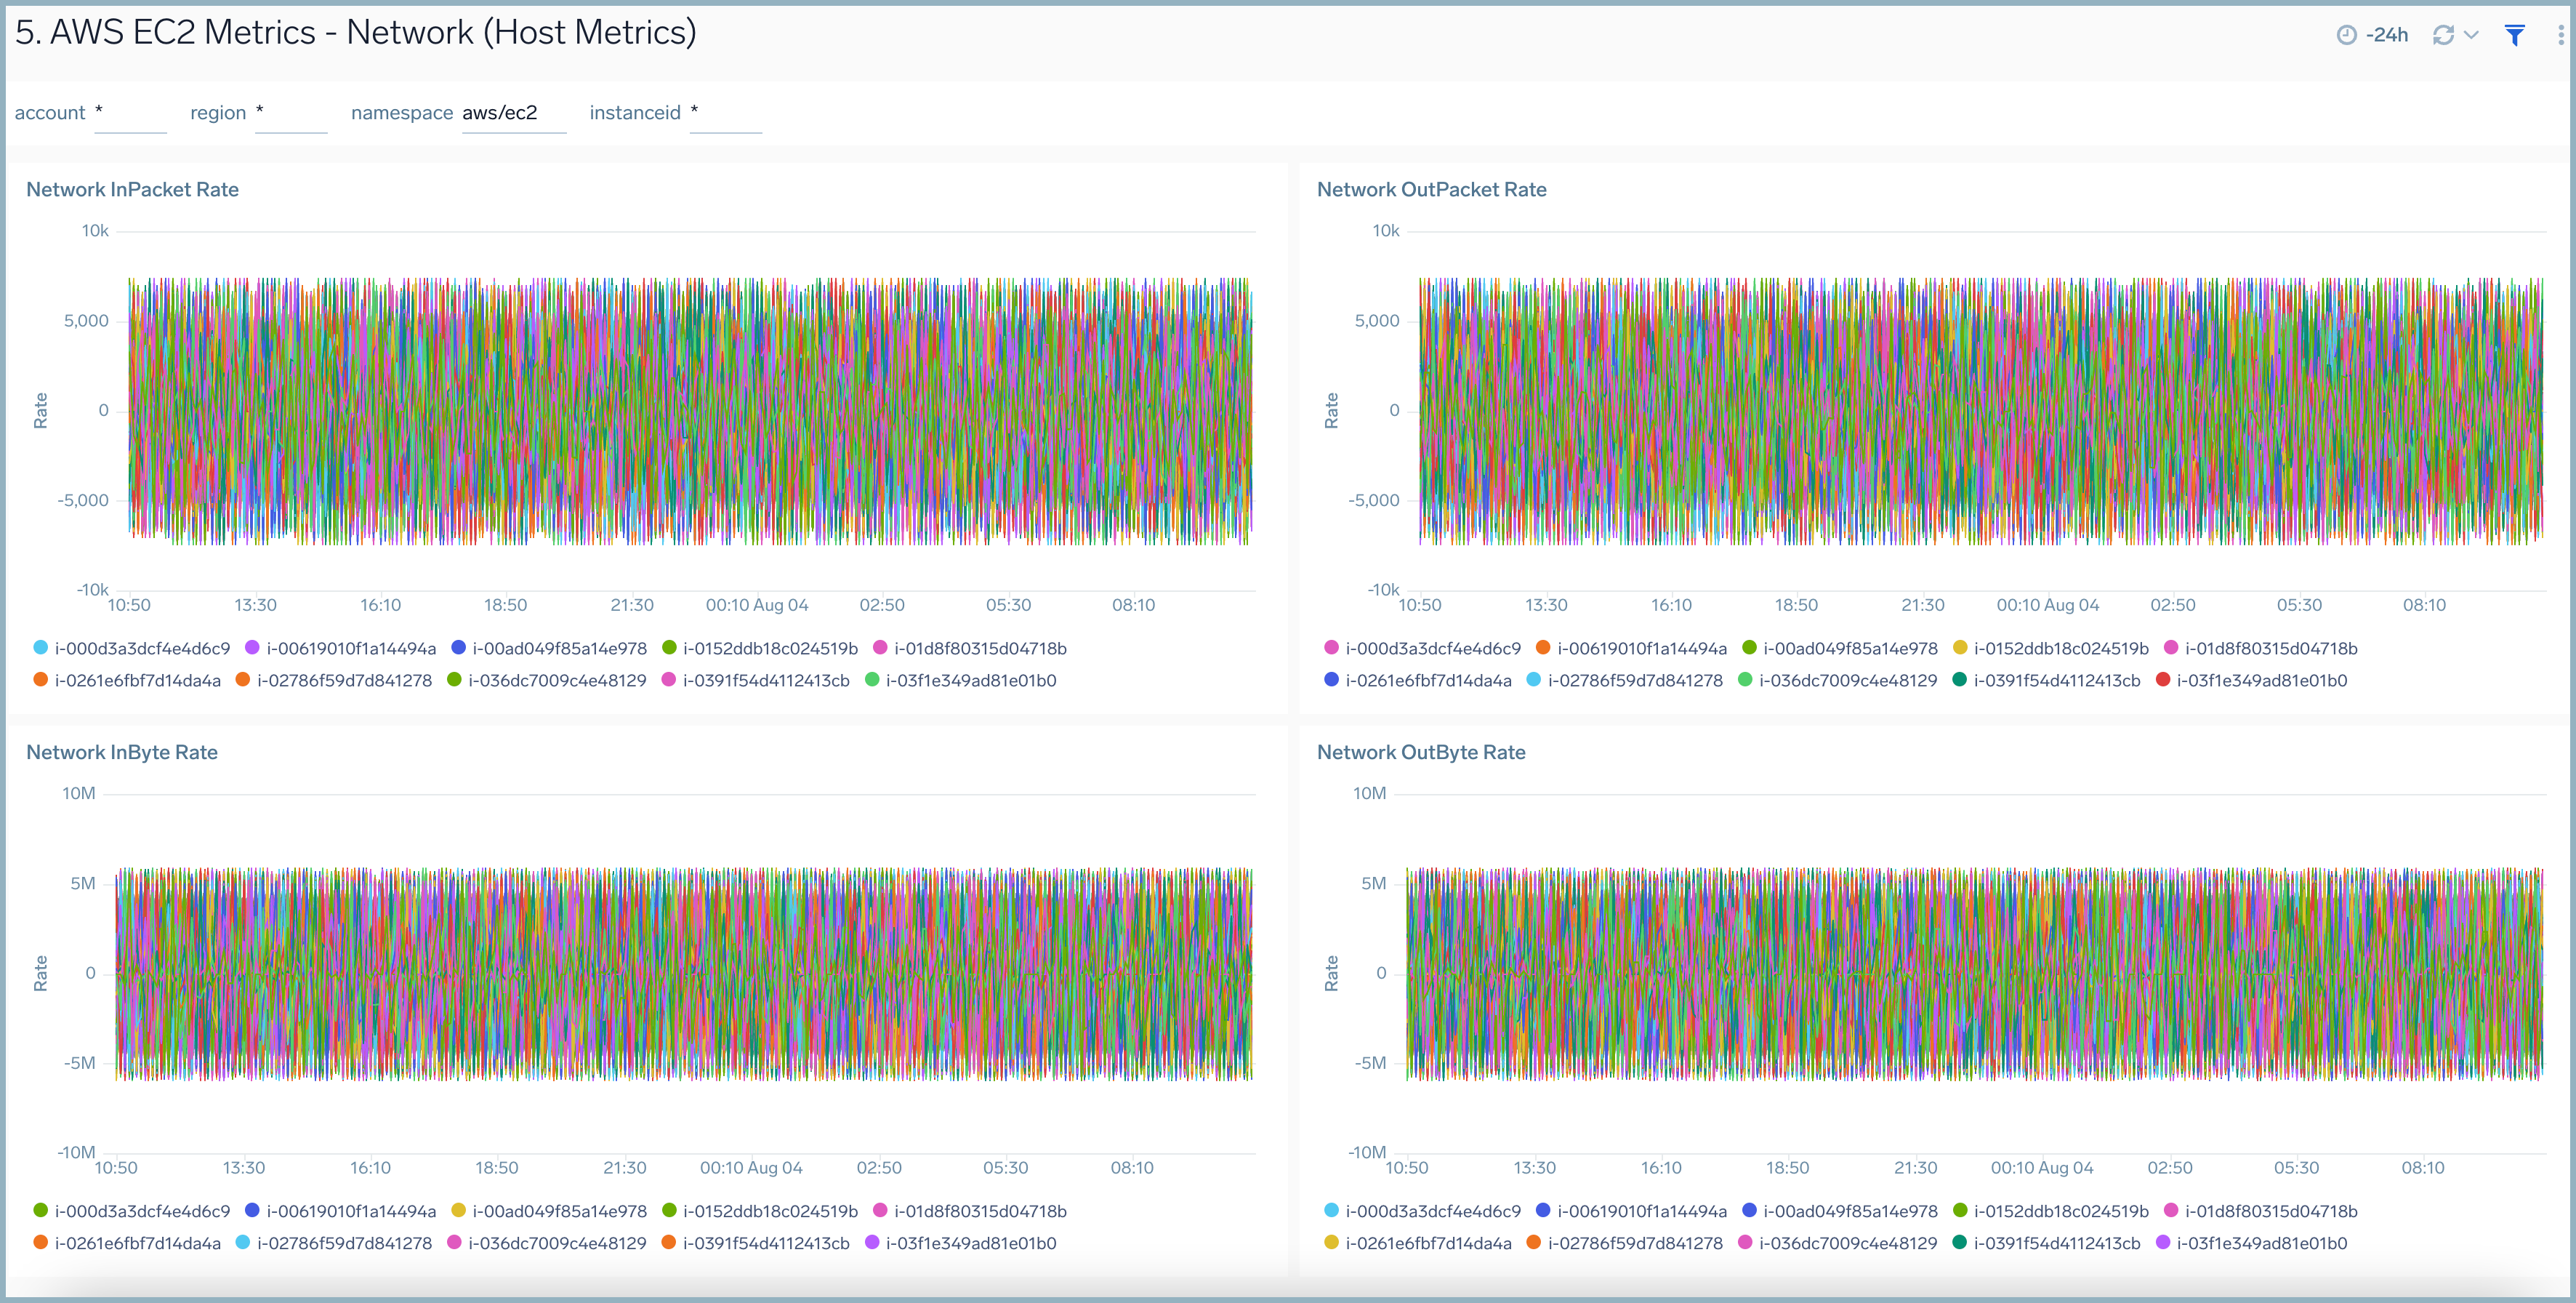 5. AWS EC2 Metrics - Network (Host Metrics)
-24h
account * region * namespace aws/ec2 instanceid *
Network InPacket Rate
10k
5,000
0
-5,000
-10k
Rate
10:50 13:30 16:10 18:50 21:30 00:10 Aug 04 02:50 05:30 08:10
i-000d3a3dcf4e4d6c9 i-00619010f1a14494a i-00ad049f85a14e978 i-0152ddb18c024519b i-01d8f80315d04718b
i-0261e6fbf7d14da4a i-02786f59d7d841278 i-036dc7009c4e48129 i-0391f54d4112413cb i-03f1e349ad81e01b0
Network OutPacket Rate
10k
5,000
0
-5,000
-10k
Rate
10:50 13:30 16:10 18:50 21:30 00:10 Aug 04 02:50 05:30 08:10
i-000d3a3dcf4e4d6c9 i-00619010f1a14494a i-00ad049f85a14e978 i-0152ddb18c024519b i-01d8f80315d04718b
i-0261e6fbf7d14da4a i-02786f59d7d841278 i-036dc7009c4e48129 i-0391f54d4112413cb i-03f1e349ad81e01b0
Network InByte Rate
10M
5M
0
-5M
-10M
Rate
10:50 13:30 16:10 18:50 21:30 00:10 Aug 04 02:50 05:30 08:10
i-000d3a3dcf4e4d6c9 i-00619010f1a14494a i-00ad049f85a14e978 i-0152ddb18c024519b i-01d8f80315d04718b
i-0261e6fbf7d14da4a i-02786f59d7d841278 i-036dc7009c4e48129 i-0391f54d4112413cb i-03f1e349ad81e01b0
Network OutByte Rate
10M
5M
0
-5M
-10M
Rate
10:50 13:30 16:10 18:50 21:30 00:10 Aug 04 02:50 05:30 08:10
i-000d3a3dcf4e4d6c9 i-00619010f1a14494a i-00ad049f85a14e978 i-0152ddb18c024519b i-01d8f80315d04718b
i-0261e6fbf7d14da4a i-02786f59d7d841278 i-036dc7009c4e48129 i-0391f54d4112413cb i-03f1e349ad81e01b0